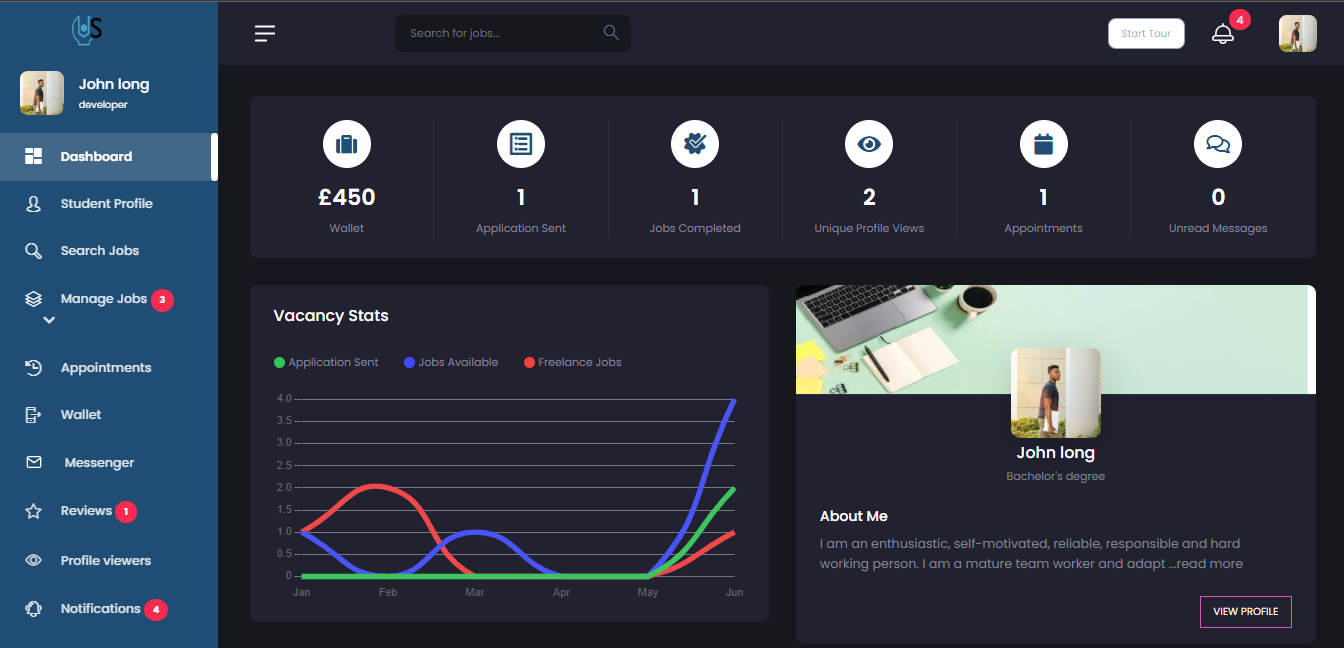 US
Search for jobs...
Start Tour
4
John long
developer
Dashboard
Student Profile
Search Jobs
Manage Jobs 3
Appointments
Wallet
Messenger
Reviews 1
Profile viewers
Notifications 4
£450
Wallet
1
Application Sent
1
Jobs Completed
2
Unique Profile Views
1
Appointments
0
Unread Messages
Vacancy Stats
Application Sent Jobs Available Freelance Jobs
4.0
3.5
3.0
2.5
2.0
1.5
1.0
0.5
0
Jan Feb Mar Apr May Jun
John long
Bachelor's degree
About Me
I am an enthusiastic, self-motivated, reliable, responsible and hard
working person. I am a mature team worker and adapt ...read more
VIEW PROFILE